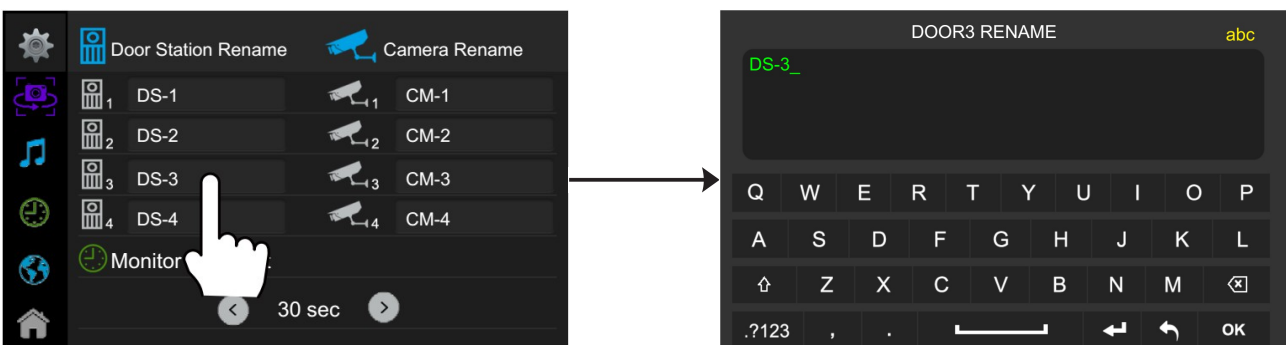 Door Station Rename Camera Rename
1 DS-1 1 CM-1
2 DS-2 2 CM-2
3 DS-3 3 CM-3
4 DS-4 4 CM-4
Monitor
30 sec
DOOR3 RENAME abc
DS-3_
Q W E R T Y U I O P
A S D F G H J K L
Z X C V B N M
.?123 , . OK